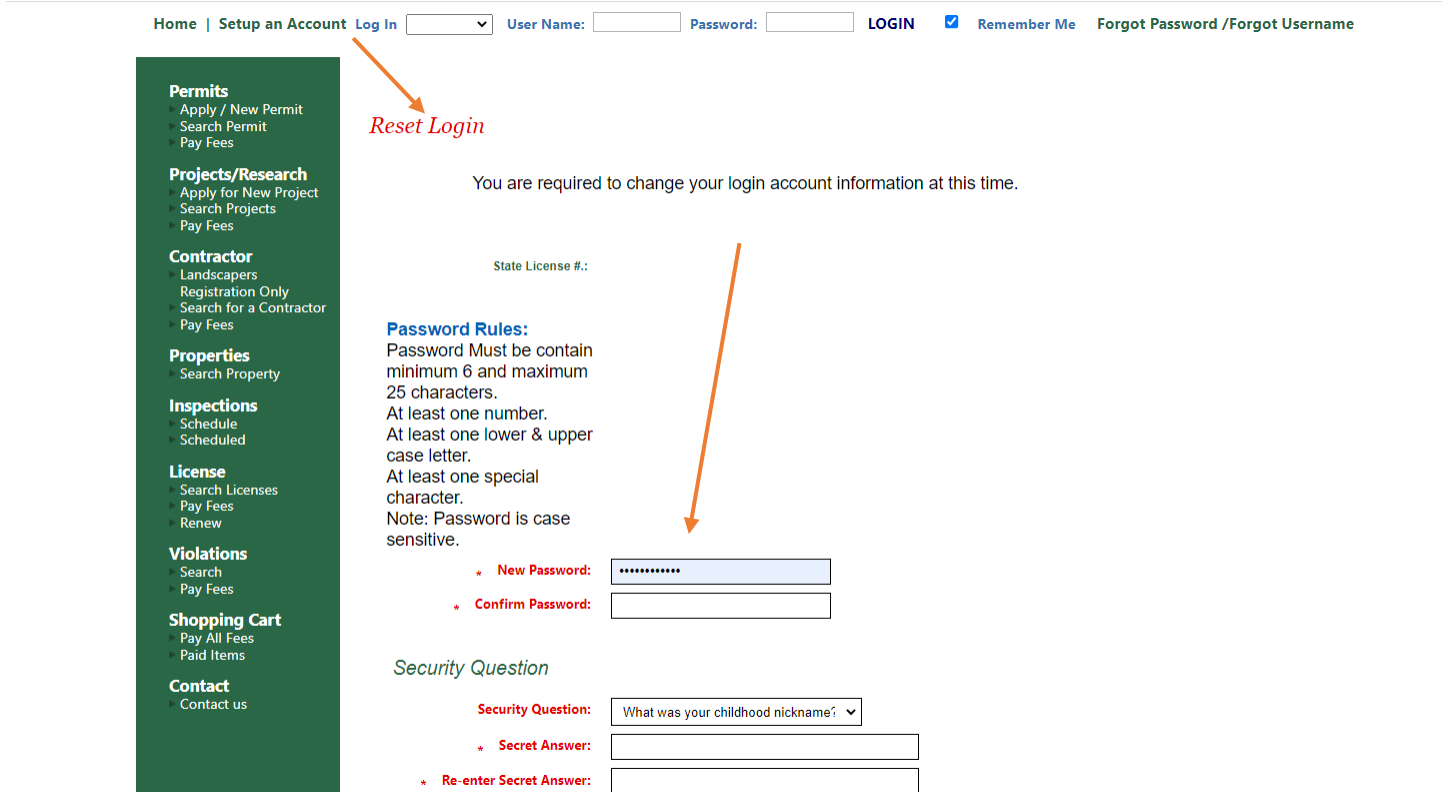 Home | Setup an Account Log In User Name: Password: LOGIN Remember Me Forgot Password /Forgot Username
Permits
Apply / New Permit
Search Permit
Pay Fees
Projects/Research
Apply for New Project
Search Projects
Pay Fees
Contractor
Landscapers
Registration Only
Search for a Contractor
Pay Fees
Properties
Search Property
Inspections
Schedule
Scheduled
License
Search Licenses
Pay Fees
Renew
Violations
Search
Pay Fees
Shopping Cart
Pay All Fees
Paid Items
Contact
Contact us
Reset Login
You are required to change your login account information at this time.
State License #.:
Password Rules:
Password Must be contain
minimum 6 and maximum
25 characters.
At least one number.
At least one lower & upper
case letter.
At least one special
character.
Note: Password is case
sensitive.
* New Password: ••••••••••••
* Confirm Password:
Security Question
Security Question: What was your childhood nickname?
* Secret Answer:
* Re-enter Secret Answer: